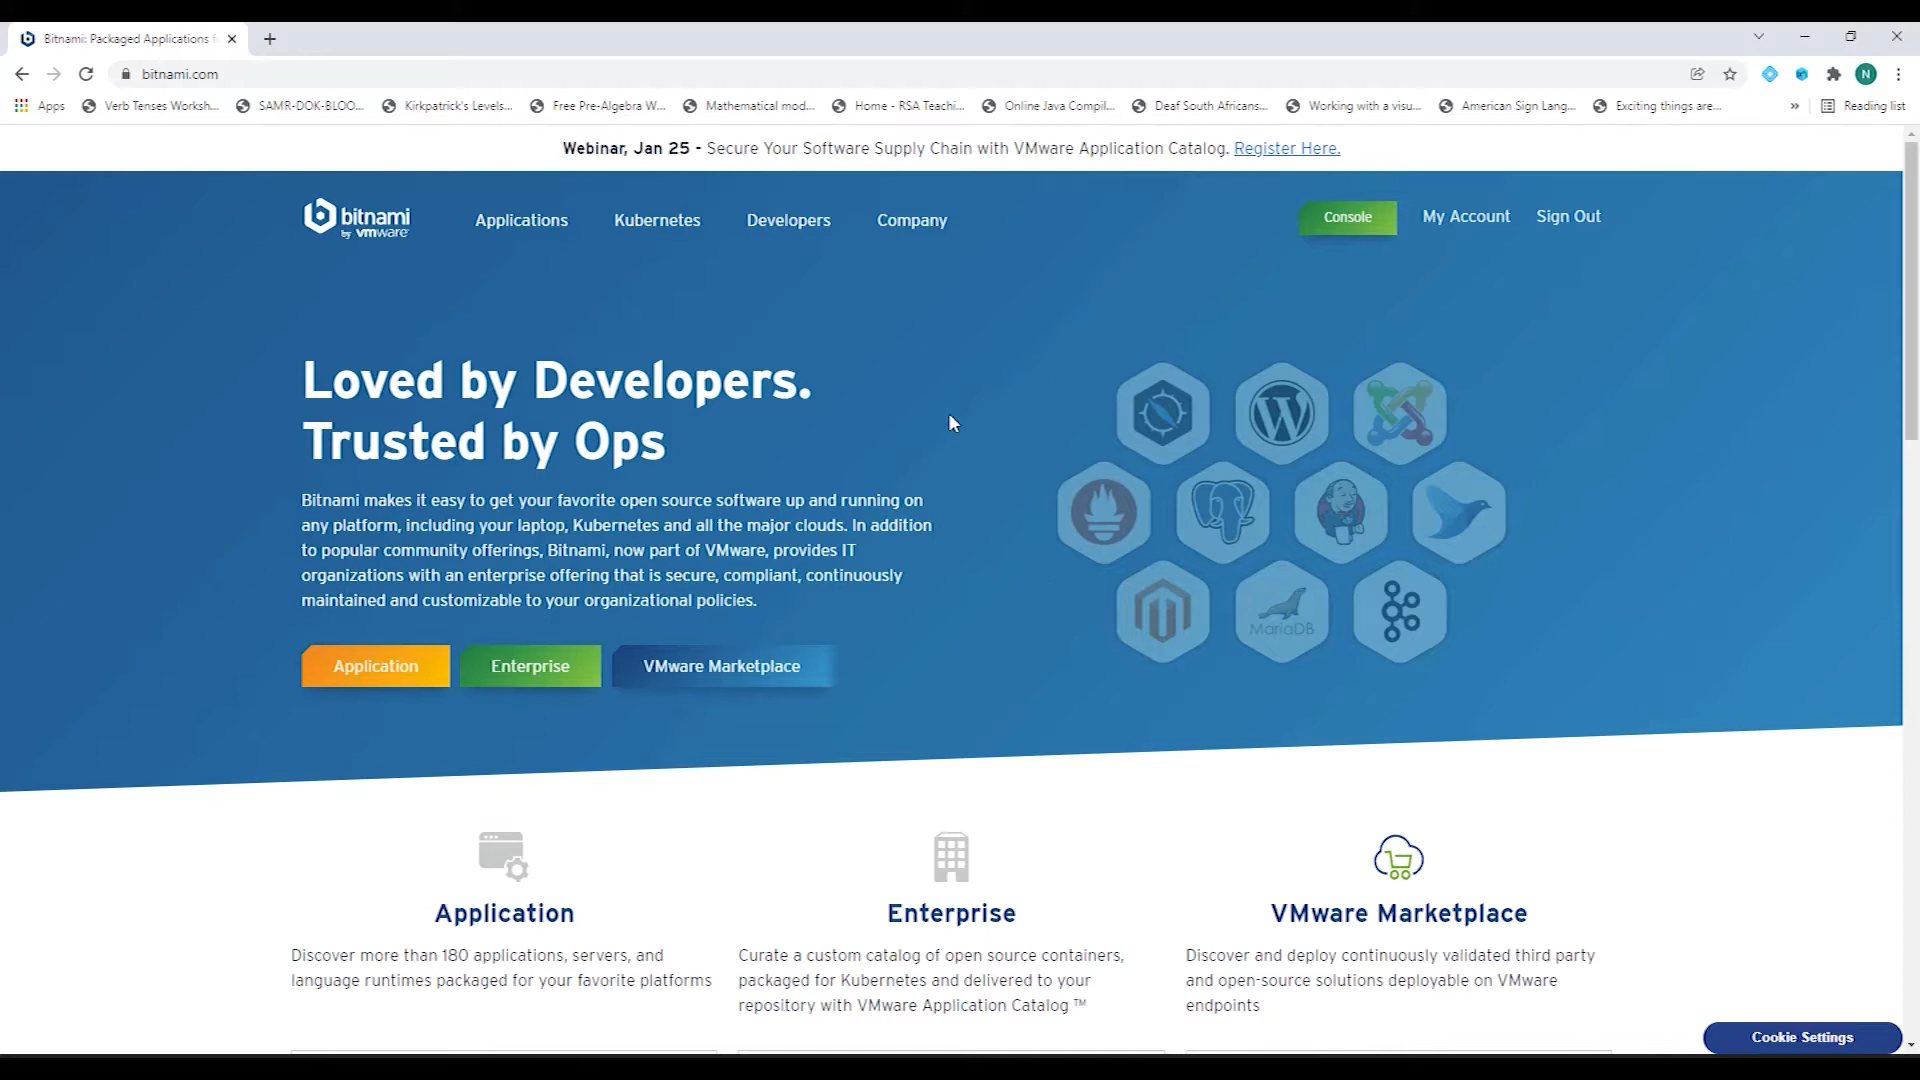 Bitnami: Packaged Applications f
bitnami.com
N
Apps
Verb Tenses Worksh...
SAMR-DOK-BLOO...
Kirkpatrick's Levels...
Free Pre-Algebra W...
Mathematical mod...
Home - RSA Teachi...
Online Java Compil...
Deaf South Africans...
Working with a visu...
American Sign Lang...
Exciting things are...
»
Reading list
Webinar, Jan 25 - Secure Your Software Supply Chain with VMware Application Catalog. Register Here.
bitnami
by vmware
Applications
Kubernetes
Developers
Company
Console
My Account
Sign Out
Loved by Developers.
Trusted by Ops
Bitnami makes it easy to get your favorite open source software up and running on
any platform, including your laptop, Kubernetes and all the major clouds. In addition
to popular community offerings, Bitnami, now part of VMware, provides IT
organizations with an enterprise offering that is secure, compliant, continuously
maintained and customizable to your organizational policies.
Application
Enterprise
VMware Marketplace
MariaDB
Application
Discover more than 180 applications, servers, and
language runtimes packaged for your favorite platforms
Enterprise
Curate a custom catalog of open source containers,
packaged for Kubernetes and delivered to your
repository with VMware Application Catalog ™
VMware Marketplace
Discover and deploy continuously validated third party
and open-source solutions deployable on VMware
endpoints
Cookie Settings